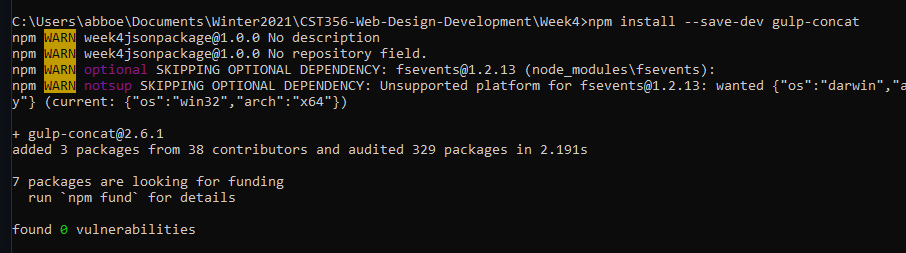 C:\Users\abboe\Documents\Winter2021\CST356-Web-Design-Development\Week4>npm install --save-dev gulp-concat
npm WARN week4jsonpackage@1.0.0 No description
npm WARN week4jsonpackage@1.0.0 No repository field.
npm WARN optional SKIPPING OPTIONAL DEPENDENCY: fsevents@1.2.13 (node_modules\fsevents):
npm WARN notsup SKIPPING OPTIONAL DEPENDENCY: Unsupported platform for fsevents@1.2.13: wanted {"os":"darwin","a
y"} (current: {"os":"win32","arch":"x64"})
+ gulp-concat@2.6.1
added 3 packages from 38 contributors and audited 329 packages in 2.191s
7 packages are looking for funding
run `npm fund` for details
found 0 vulnerabilities